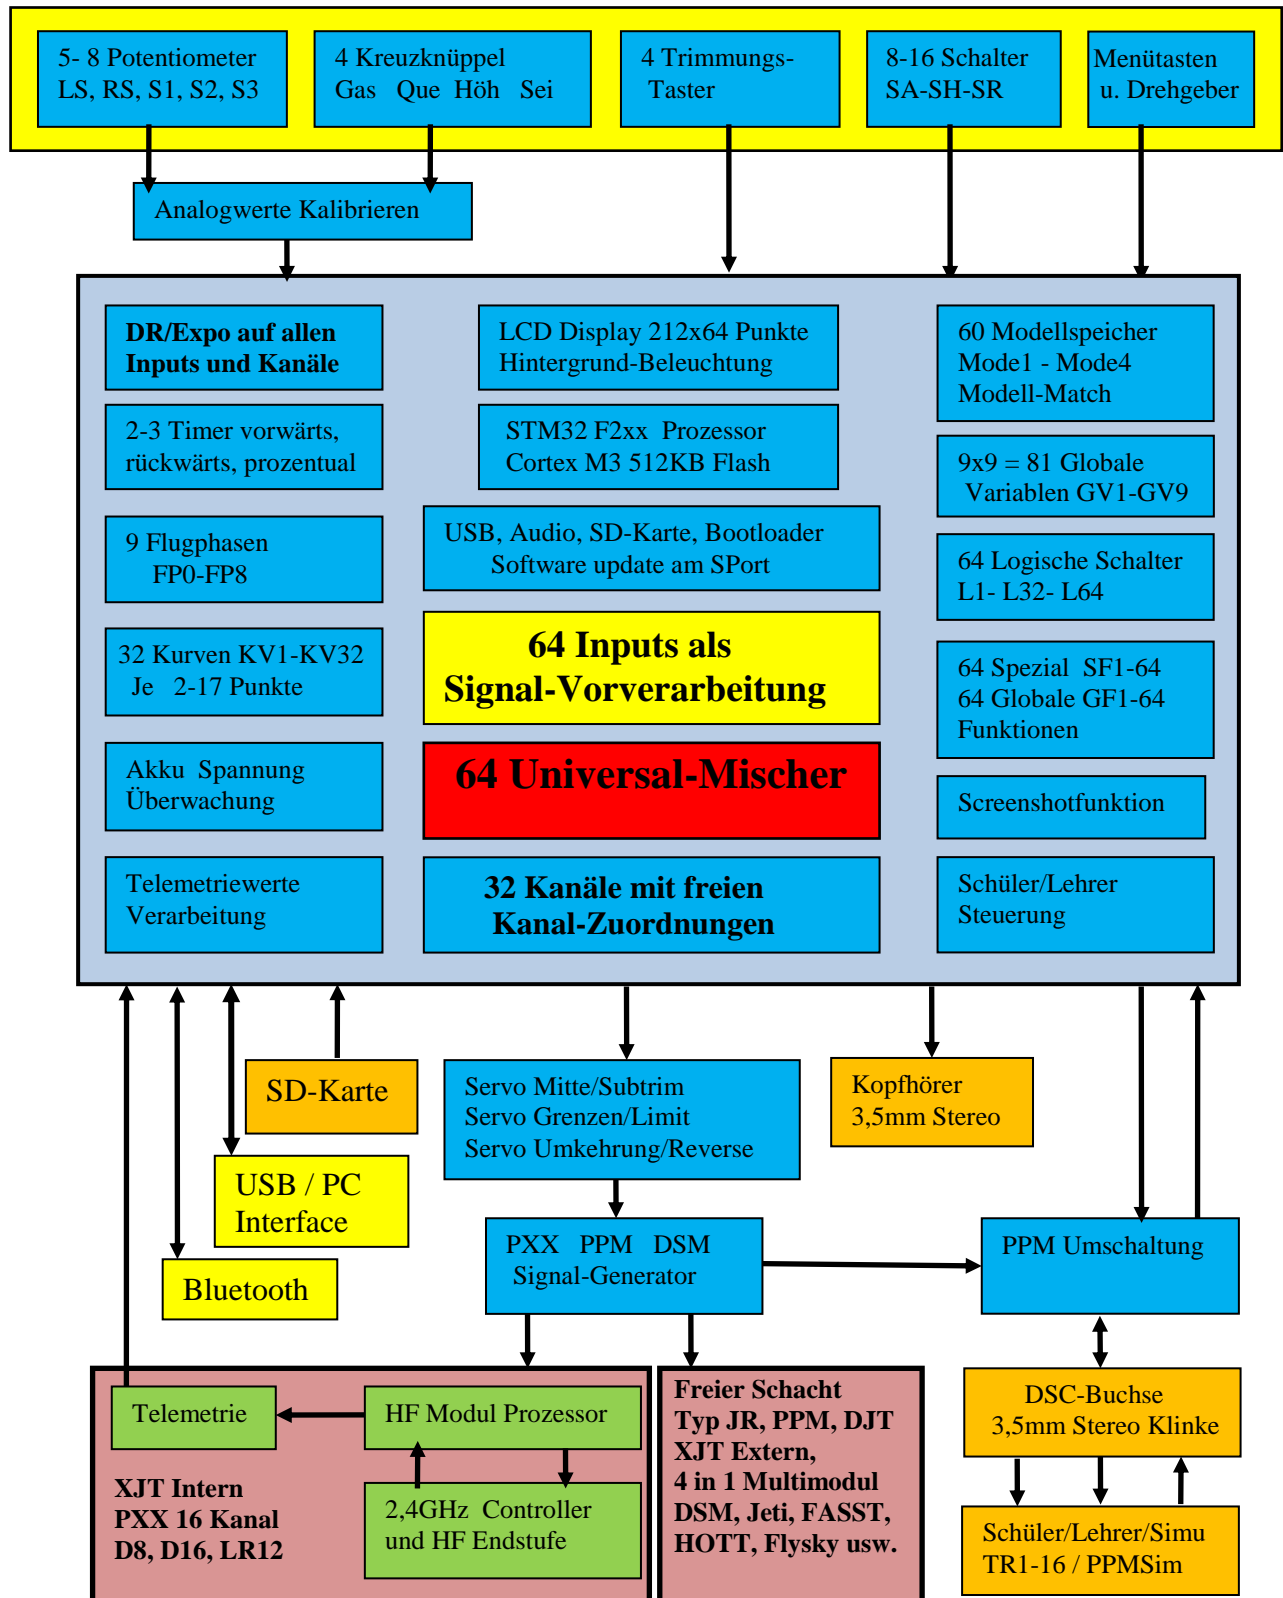 5- 8 Potentiometer
LS, RS, S1, S2, S3
4 Kreuzknüppel
Gas Que Höh Sei
4 Trimmungs-
Taster
8-16 Schalter
SA-SH-SR
Menütasten
u. Drehgeber
Analogwerte Kalibrieren
DR/Expo auf allen
Inputs und Kanäle
2-3 Timer vorwärts,
rückwärts, prozentual
9 Flugphasen
FP0-FP8
32 Kurven KV1-KV32
Je 2-17 Punkte
Akku Spannung
Überwachung
Telemetriewerte
Verarbeitung
LCD Display 212x64 Punkte
Hintergrund-Beleuchtung
STM32 F2xx Prozessor
Cortex M3 512KB Flash
USB, Audio, SD-Karte, Bootloader
Software update am SPort
64 Inputs als
Signal-Vorverarbeitung
64 Universal-Mischer
32 Kanäle mit freien
Kanal-Zuordnungen
60 Modellspeicher
Mode1 - Mode4
Modell-Match
9x9 = 81 Globale
Variablen GV1-GV9
64 Logische Schalter
L1- L32- L64
64 Spezial SF1-64
64 Globale GF1-64
Funktionen
Screenshotfunktion
Schüler/Lehrer
Steuerung
SD-Karte
USB / PC
Interface
Bluetooth
Servo Mitte/Subtrim
Servo Grenzen/Limit
Servo Umkehrung/Reverse
Kopfhörer
3,5mm Stereo
PXX PPM DSM
Signal-Generator
PPM Umschaltung
Telemetrie
HF Modul Prozessor
XJT Intern
PXX 16 Kanal
D8, D16, LR12
2,4GHz Controller
und HF Endstufe
Freier Schacht
Typ JR, PPM, DJT
XJT Extern,
4 in 1 Multimodul
DSM, Jeti, FASST,
HOTT, Flysky usw.
DSC-Buchse
3,5mm Stereo Klinke
Schüler/Lehrer/Simu
TR1-16 / PPMSim